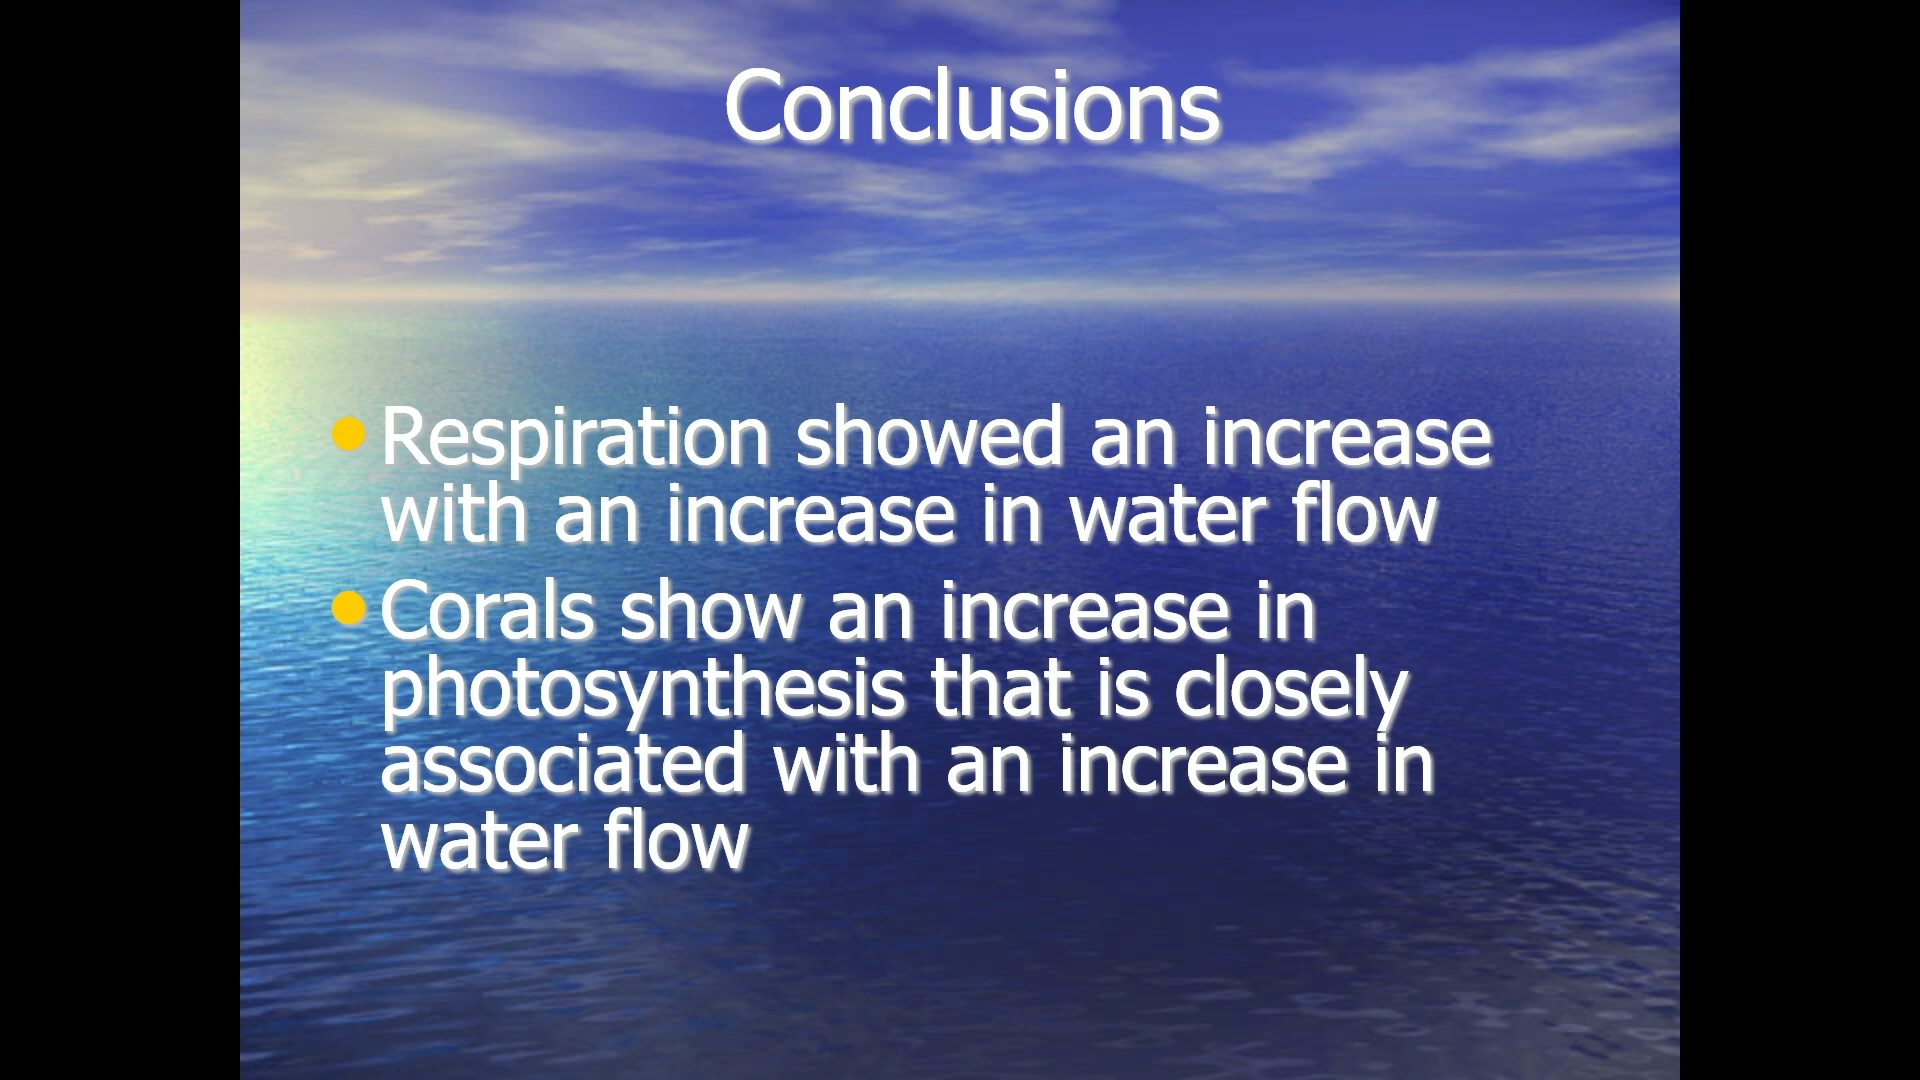 Conclusions
Respiration showed an increase
with an increase in water flow
Corals show an increase in
photosynthesis that is closely
associated with an increase in
water flow